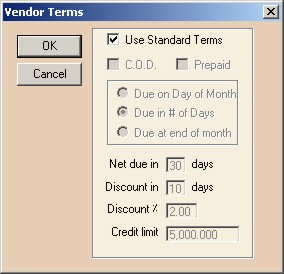 Vendor Terms
OK
Cancel
Use Standard Terms
C.O.D. Prepaid
Due on Day of Month
Due in # of Days
Due at end of month
Net due in 30 days
Discount in 10 days
Discount % 2.00
Credit limit 5,000.000